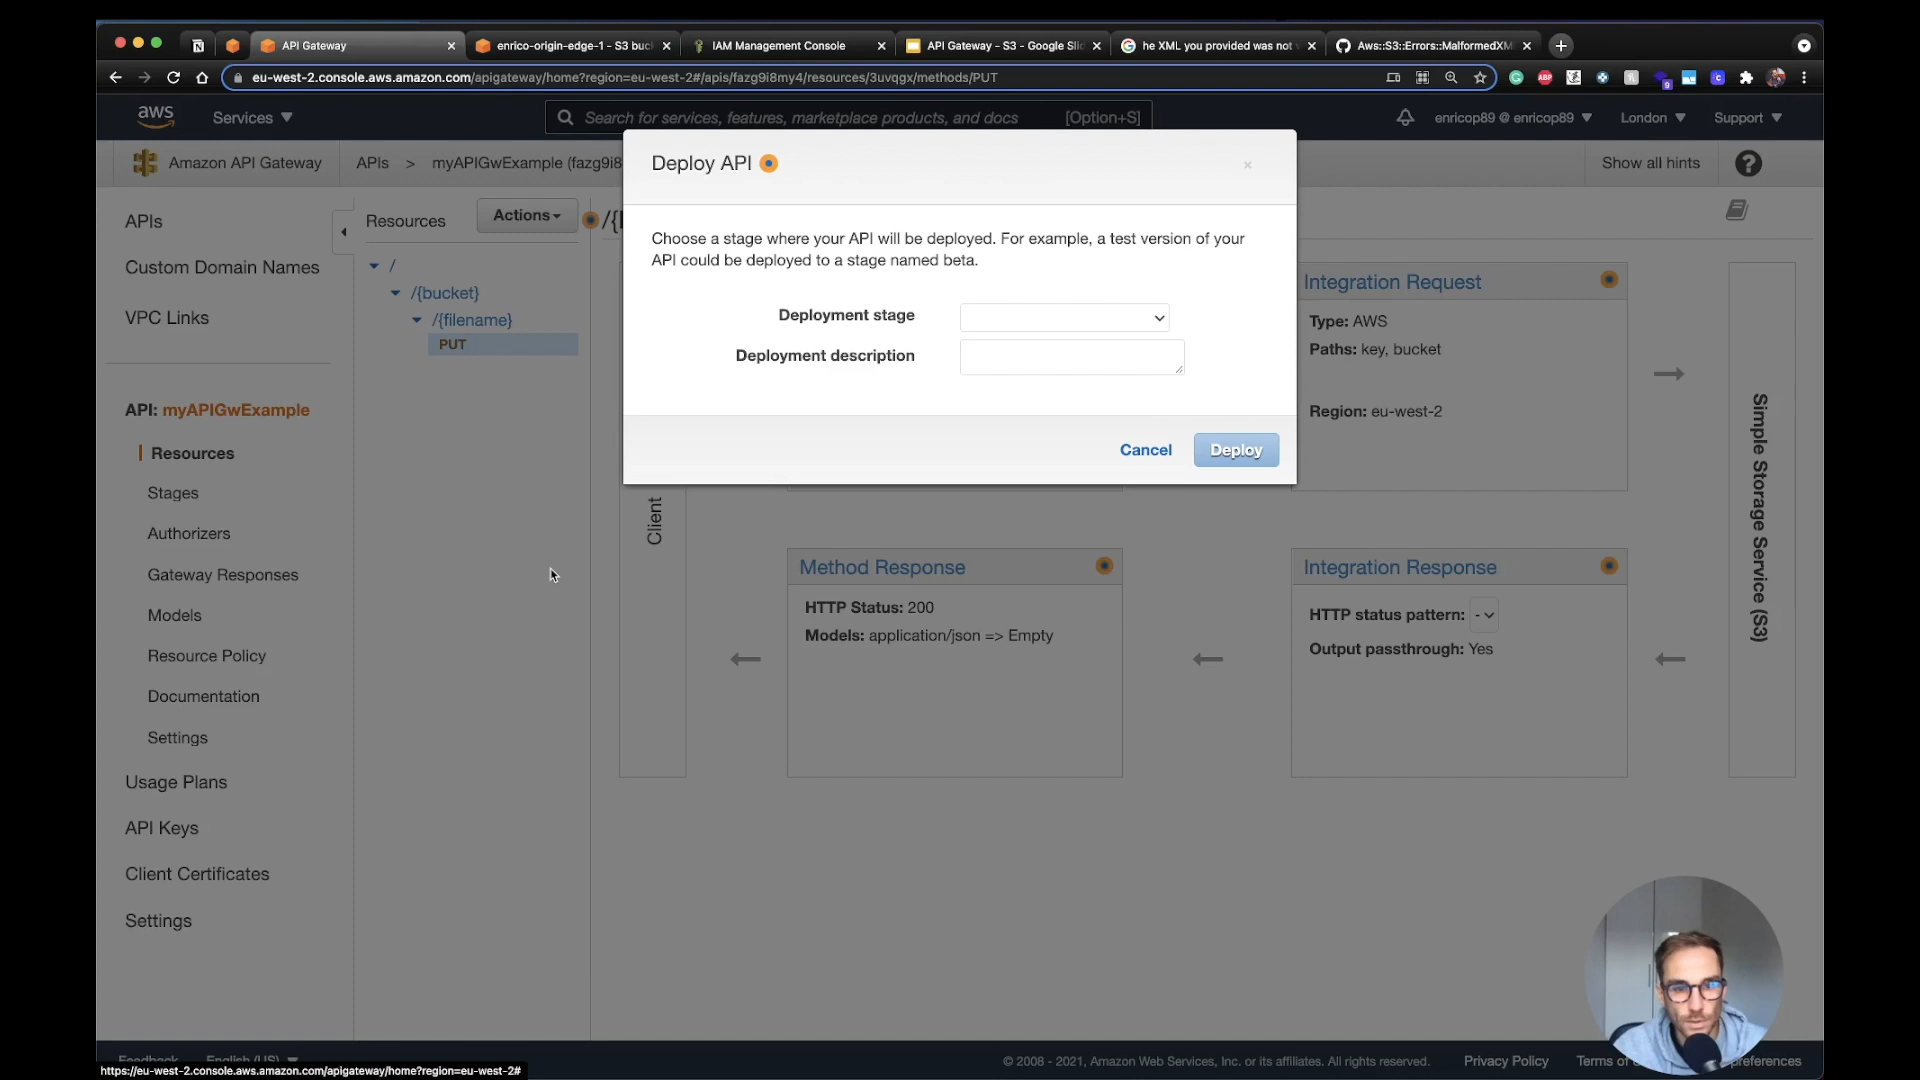 API Gateway
enrico-origin-edge-1 - S3 buc
IAM Management Console
API Gateway - S3 - Google Slid
he XML you provided was not
Aws::S3::Errors::MalformedXM
eu-west-2.console.aws.amazon.com/apigateway/home?region=eu-west-2#/apis/fazg9i8my4/resources/3uvqgx/methods/PUT
ABP
9
aws
Services
Search for services, features, marketplace products, and docs [Option+S]
enricop89 @ enricop89
London
Support
Amazon API Gateway
APIs > myAPIGwExample (fazg9i8
Show all hints
?
APIs
Custom Domain Names
VPC Links
API: myAPIGwExample
Resources
Stages
Authorizers
Gateway Responses
Models
Resource Policy
Documentation
Settings
Usage Plans
API Keys
Client Certificates
Settings
Resources
Actions
/
/{bucket}
/{filename}
PUT
Deploy API
Choose a stage where your API will be deployed. For example, a test version of your
API could be deployed to a stage named beta.
Deployment stage
Deployment description
Cancel
Deploy
Client
Integration Request
Type: AWS
Paths: key, bucket
Region: eu-west-2
Simple Storage Service (S3)
Method Response
HTTP Status: 200
Models: application/json => Empty
Integration Response
HTTP status pattern: -
Output passthrough: Yes
Feedback
English (US)
© 2008 - 2021, Amazon Web Services, Inc. or its affiliates. All rights reserved.
Privacy Policy
Terms of
preferences
https://eu-west-2.console.aws.amazon.com/apigateway/home?region=eu-west-2#